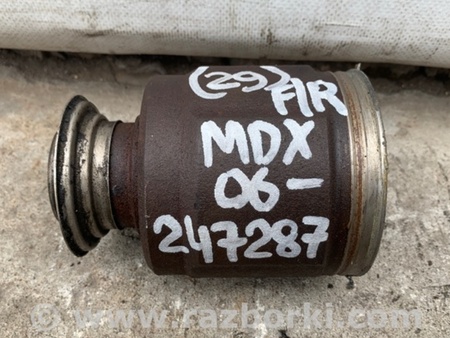 (29) F/R
MDX
06-
247287
© www.razborki.com